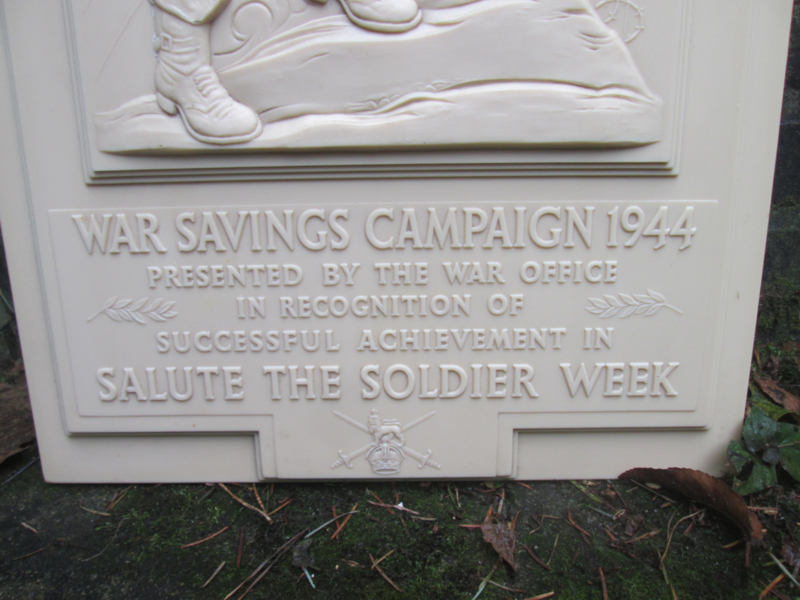 WAR SAVINGS CAMPAIGN 1944
PRESENTED BY THE WAR OFFICE
IN RECOGNITION OF
SUCCESSFUL ACHIEVEMENT IN
SALUTE THE SOLDIER WEEK